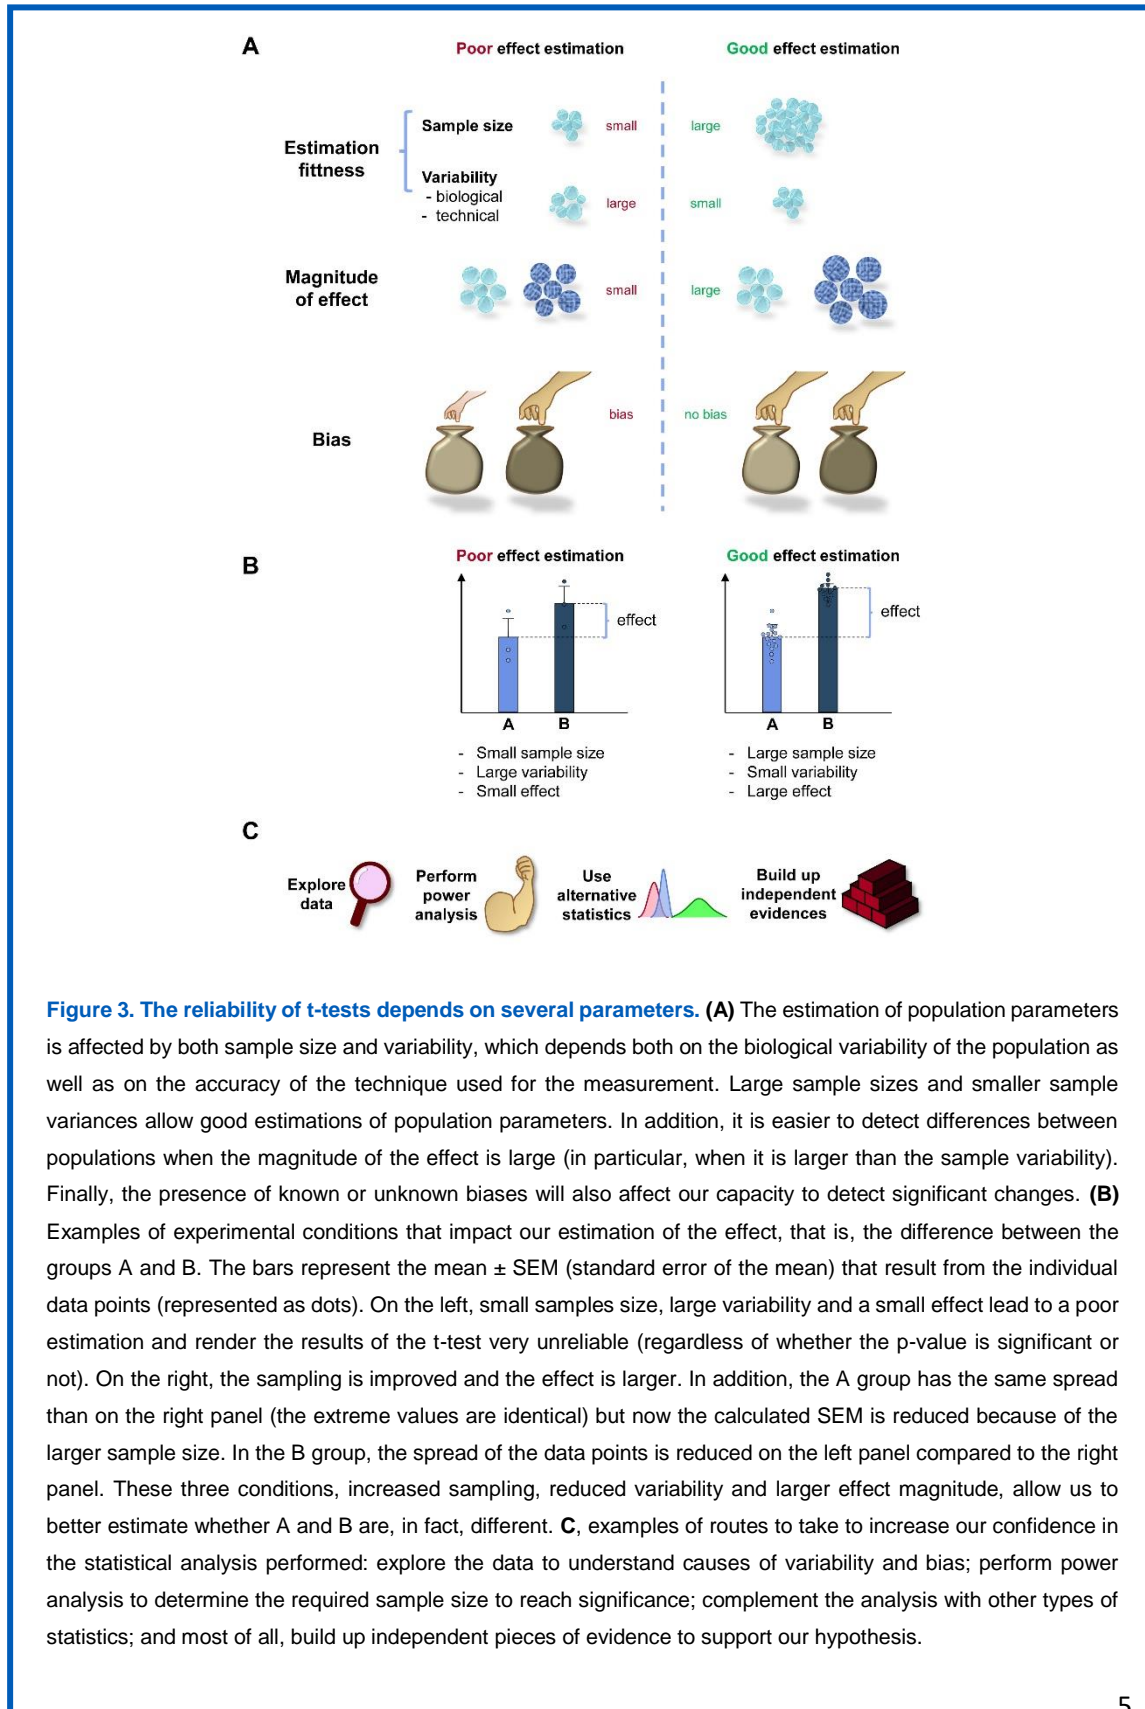 A
Poor effect estimation
Good effect estimation
Estimation
fittness
Sample size
small
large
Variability
- biological
- technical
large
small
Magnitude
of effect
small
large
Bias
bias
no bias
B
Poor effect estimation
Good effect estimation
effect
effect
A
B
A
B
- Small sample size
- Large variability
- Small effect
- Large sample size
- Small variability
- Large effect
C
Explore
data
Perform
power
analysis
Use
alternative
statistics
Build up
independent
evidences
Figure 3. The reliability of t-tests depends on several parameters. (A) The estimation of population parameters
is affected by both sample size and variability, which depends both on the biological variability of the population as
well as on the accuracy of the technique used for the measurement. Large sample sizes and smaller sample
variances allow good estimations of population parameters. In addition, it is easier to detect differences between
populations when the magnitude of the effect is large (in particular, when it is larger than the sample variability).
Finally, the presence of known or unknown biases will also affect our capacity to detect significant changes. (B)
Examples of experimental conditions that impact our estimation of the effect, that is, the difference between the
groups A and B. The bars represent the mean ± SEM (standard error of the mean) that result from the individual
data points (represented as dots). On the left, small samples size, large variability and a small effect lead to a poor
estimation and render the results of the t-test very unreliable (regardless of whether the p-value is significant or
not). On the right, the sampling is improved and the effect is larger. In addition, the A group has the same spread
than on the right panel (the extreme values are identical) but now the calculated SEM is reduced because of the
larger sample size. In the B group, the spread of the data points is reduced on the left panel compared to the right
panel. These three conditions, increased sampling, reduced variability and larger effect magnitude, allow us to
better estimate whether A and B are, in fact, different. C, examples of routes to take to increase our confidence in
the statistical analysis performed: explore the data to understand causes of variability and bias; perform power
analysis to determine the required sample size to reach significance; complement the analysis with other types of
statistics; and most of all, build up independent pieces of evidence to support our hypothesis.
5